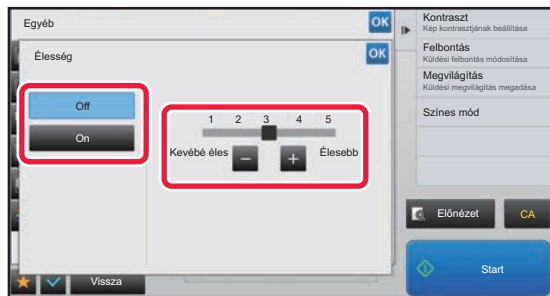 Egyéb
OK
Élesség
OK
Off
On
1 2 3 4 5
Kevébé éles
−
+
Élesebb
Vissza
Kontraszt
Kép kontrasztjának beállítása
Felbontás
Küldési felbontás módosítása
Megvilágítás
Küldési megvilágítás megadása
Színes mód
Előnézet
CA
Start